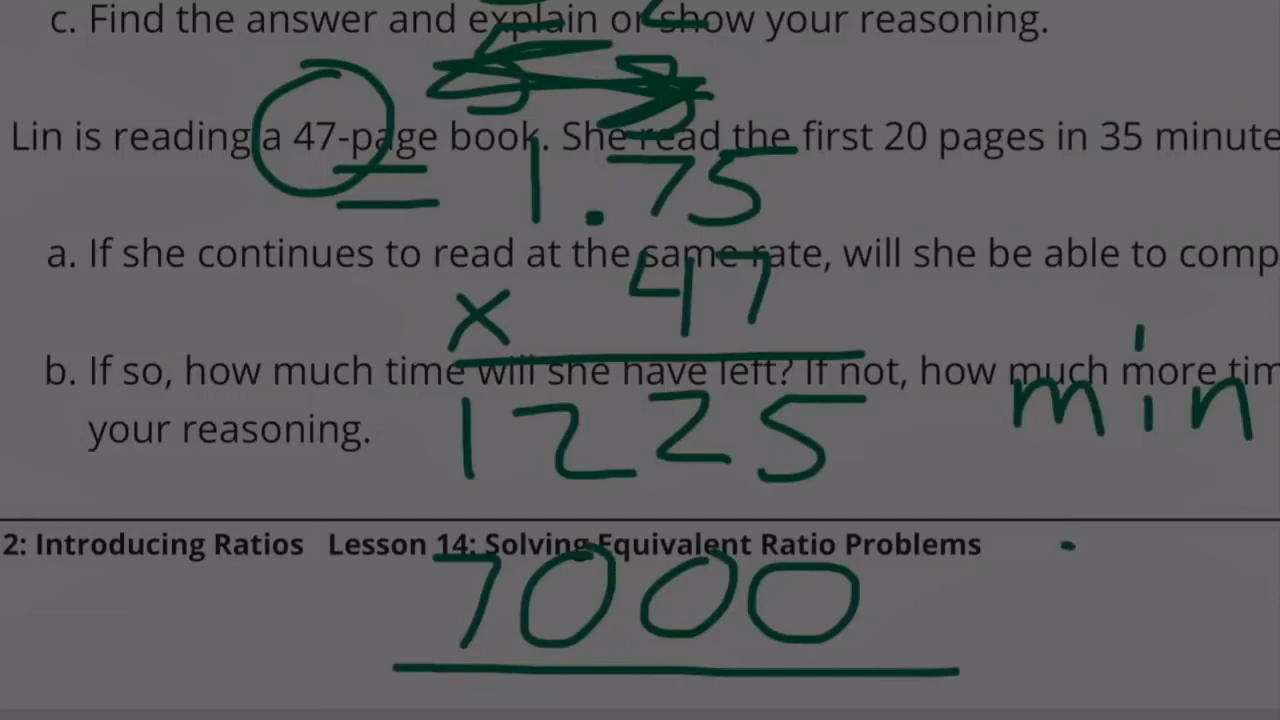 c. Find the answer and explain or show your reasoning.
Lin is reading a 47-page book. She read the first 20 pages in 35 minute
= 1.75
a. If she continues to read at the same rate, will she be able to comp
x 47
b. If so, how much time will she have left? If not, how much more tim
your reasoning.
1225 min
2: Introducing Ratios Lesson 14: Solving Equivalent Ratio Problems
7000